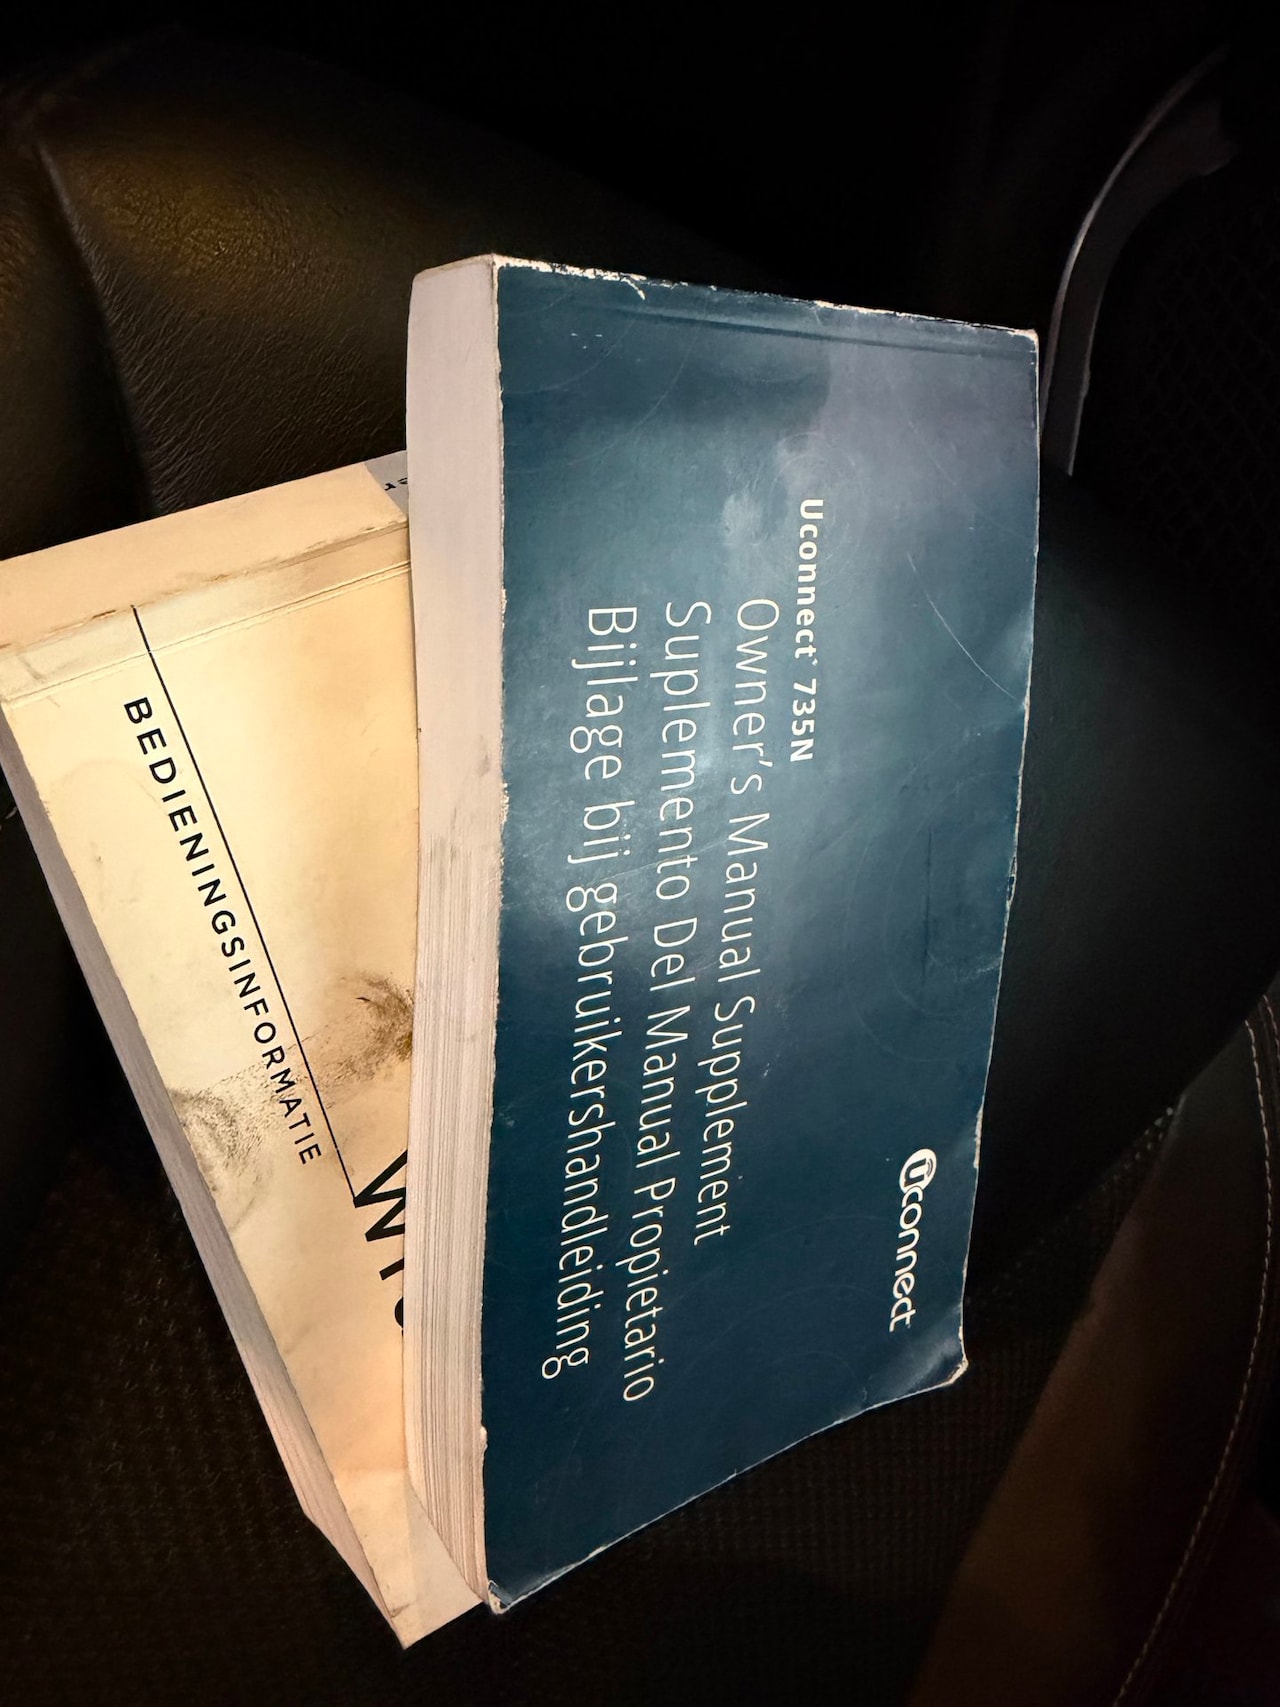 uconnect
Uconnect® 735N
Owner's Manual Supplement
Suplemento Del Manual Propietario
Bijlage bij gebruikershandleiding
BEDIENINGSINFORMATIE